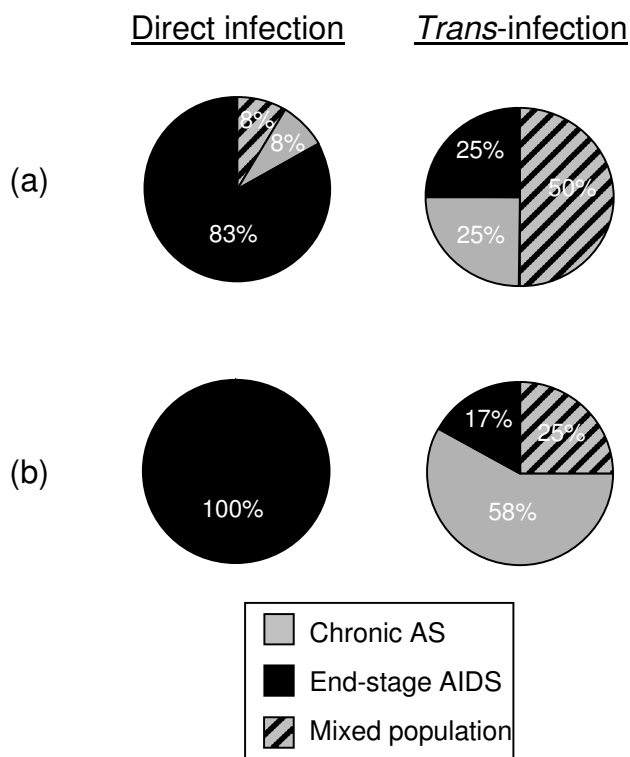 Direct infection Trans-infection
(a)
8%
8%
83%
25%
50%
25%
(b)
100%
17%
25%
58%
Chronic AS
End-stage AIDS
Mixed population